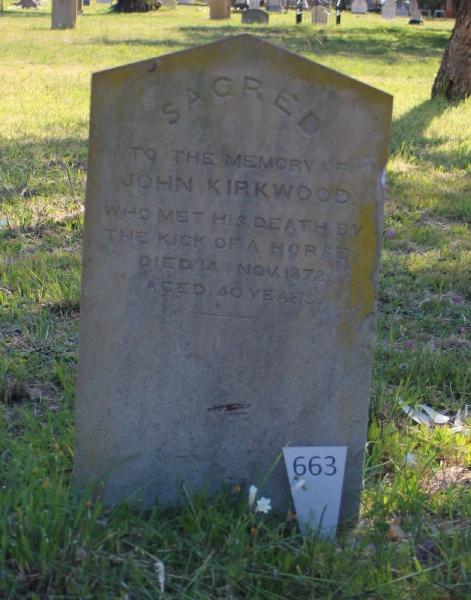 SACRED
TO THE MEMORY OF
JOHN KIRKWOOD
WHO MET HIS DEATH BY
THE KICK OF A HORSE
DIED 14 NOV. 1872
AGED 40 YEARS.
663